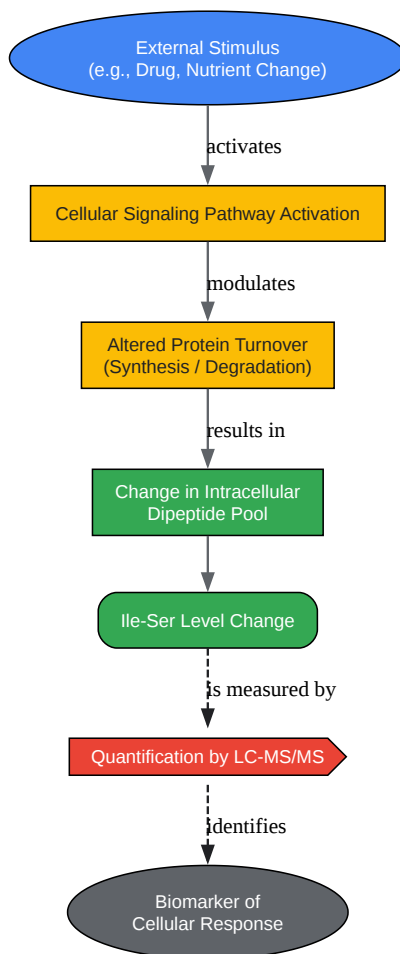 External Stimulus
(e.g., Drug, Nutrient Change)
activates
Cellular Signaling Pathway Activation
modulates
Altered Protein Turnover
(Synthesis / Degradation)
results in
Change in Intracellular
Dipeptide Pool
Ile-Ser Level Change
is measured by
Quantification by LC-MS/MS
identifies
Biomarker of
Cellular Response